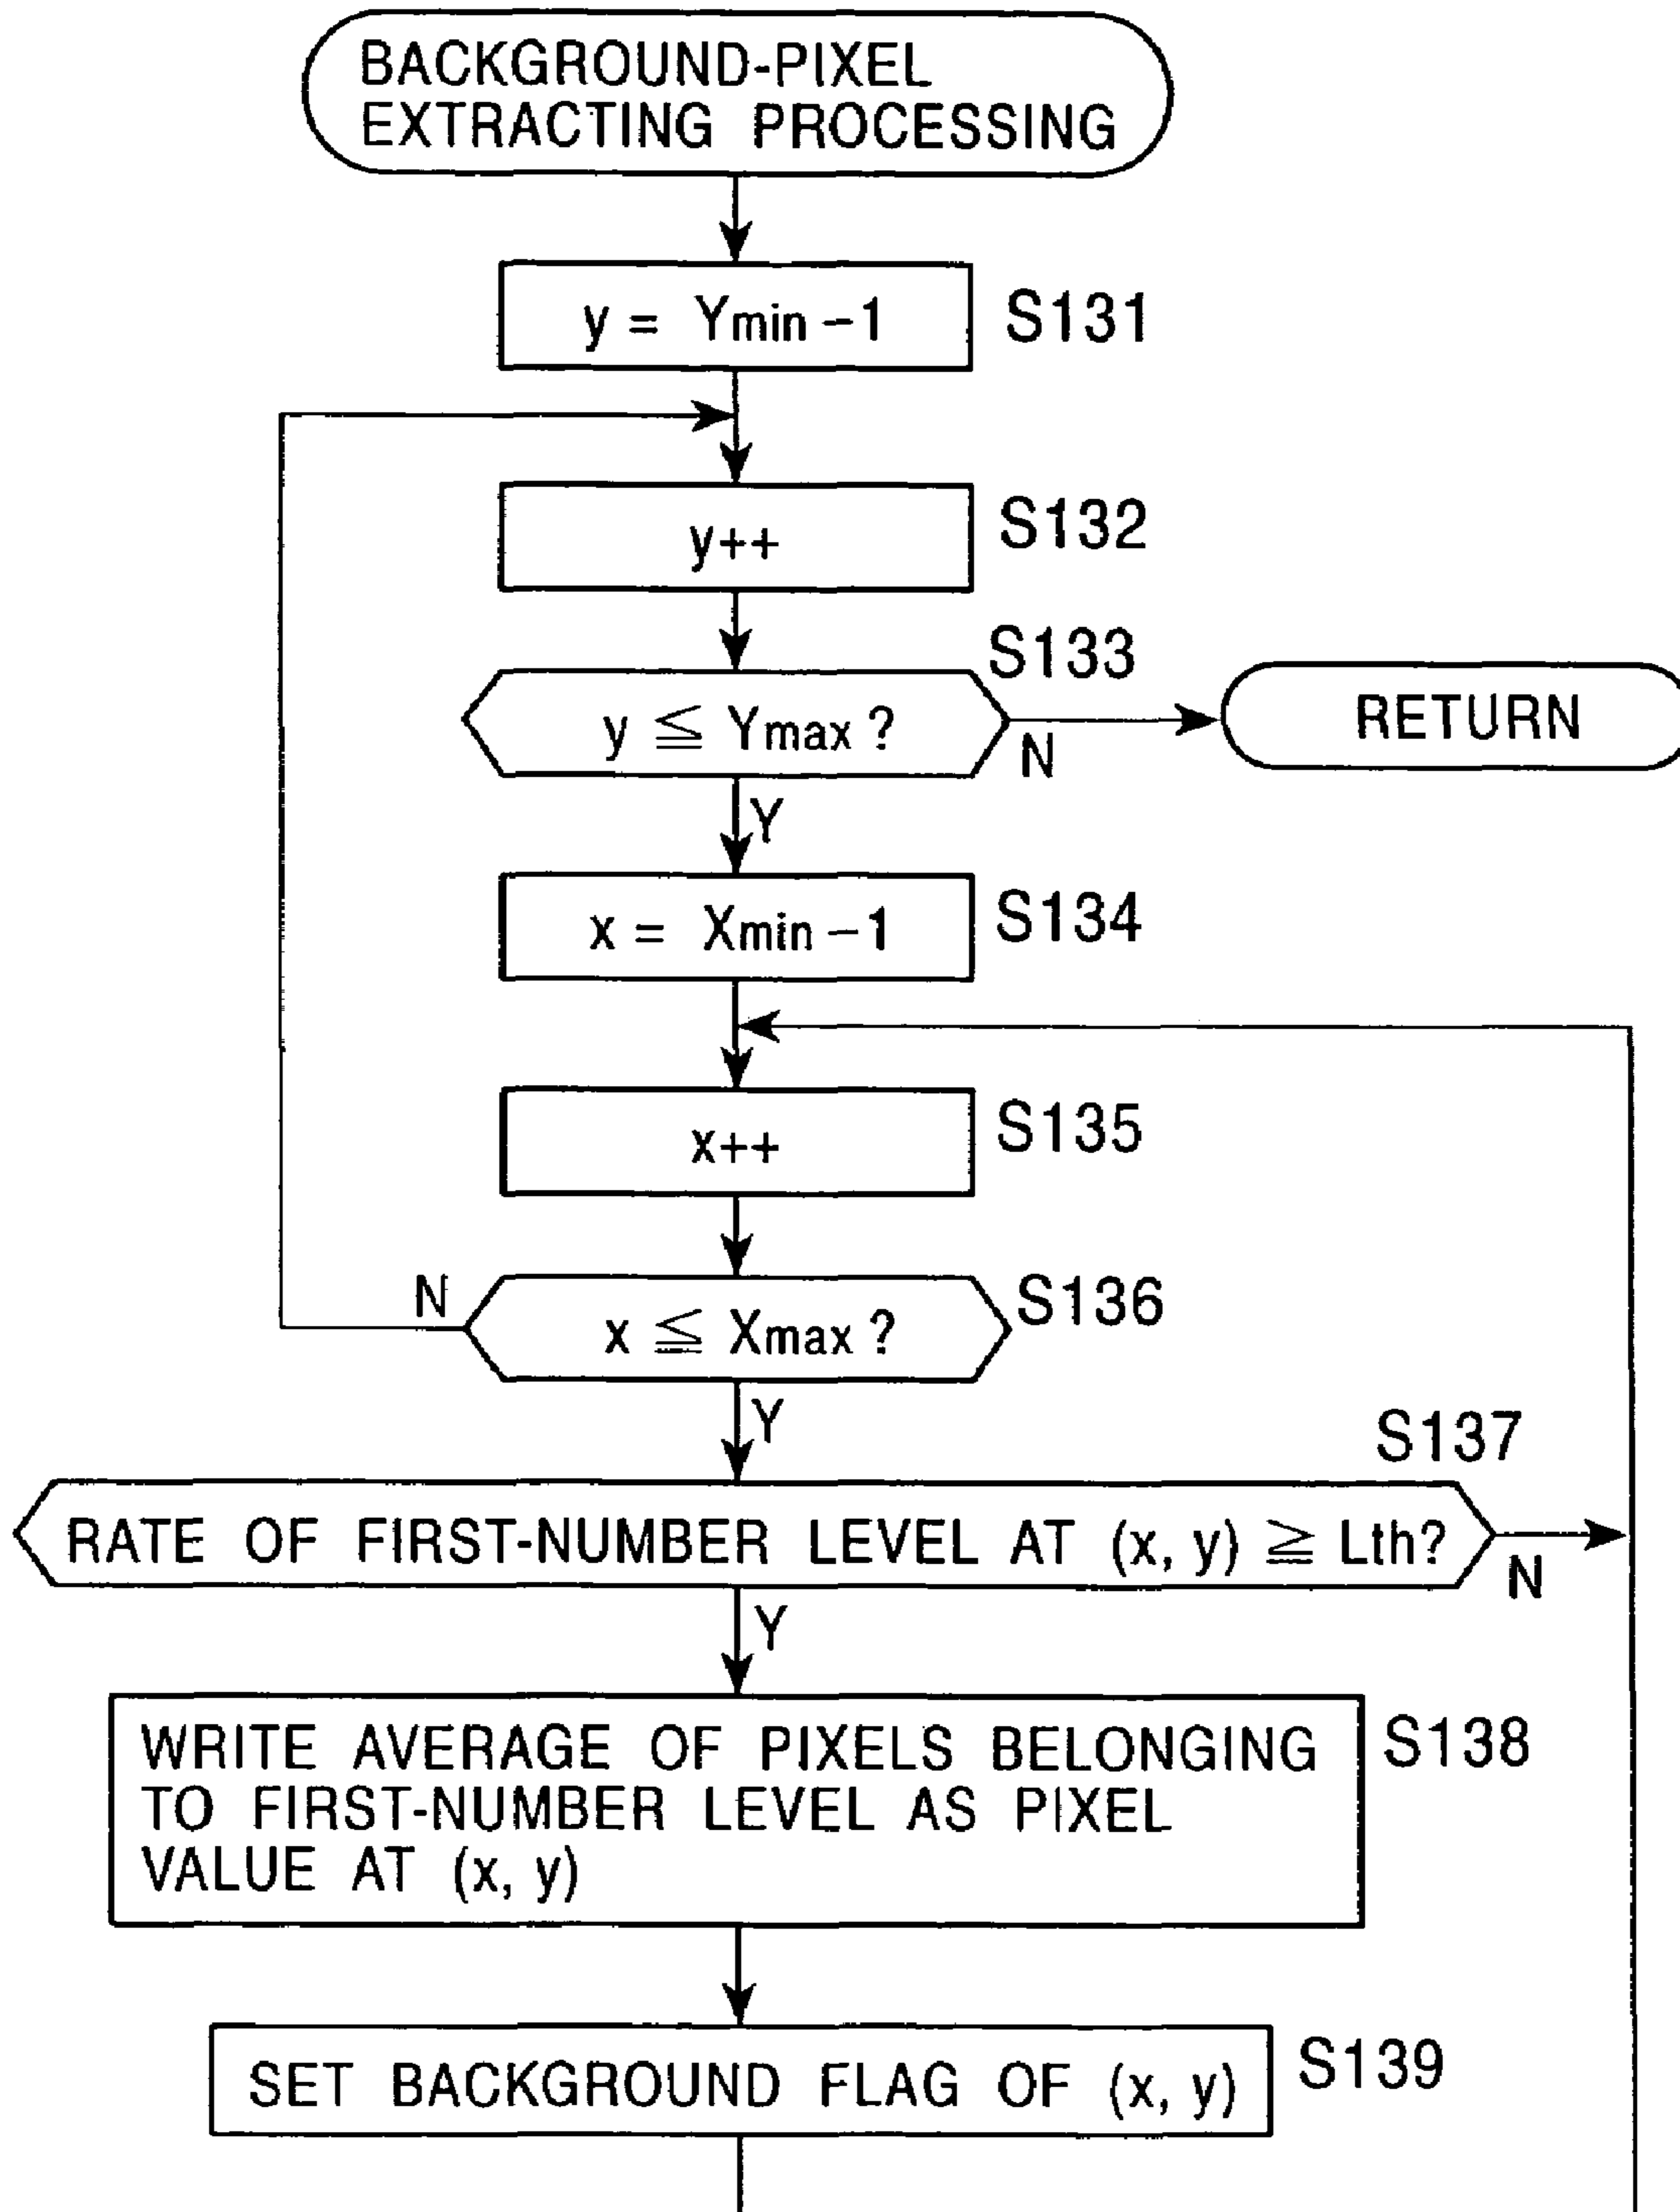 BACKGROUND-PIXEL
EXTRACTING PROCESSING
y = Ymin −1
S131
y++
S132
S133
y ≦ Ymax ?
N
RETURN
Y
x = Xmin −1
S134
x++
S135
N
x ≦ Xmax ?
S136
Y
S137
RATE OF FIRST-NUMBER LEVEL AT (x, y) ≧ Lth?
N
Y
WRITE AVERAGE OF PIXELS BELONGING
TO FIRST-NUMBER LEVEL AS PIXEL
VALUE AT (x, y)
S138
SET BACKGROUND FLAG OF (x, y)
S139